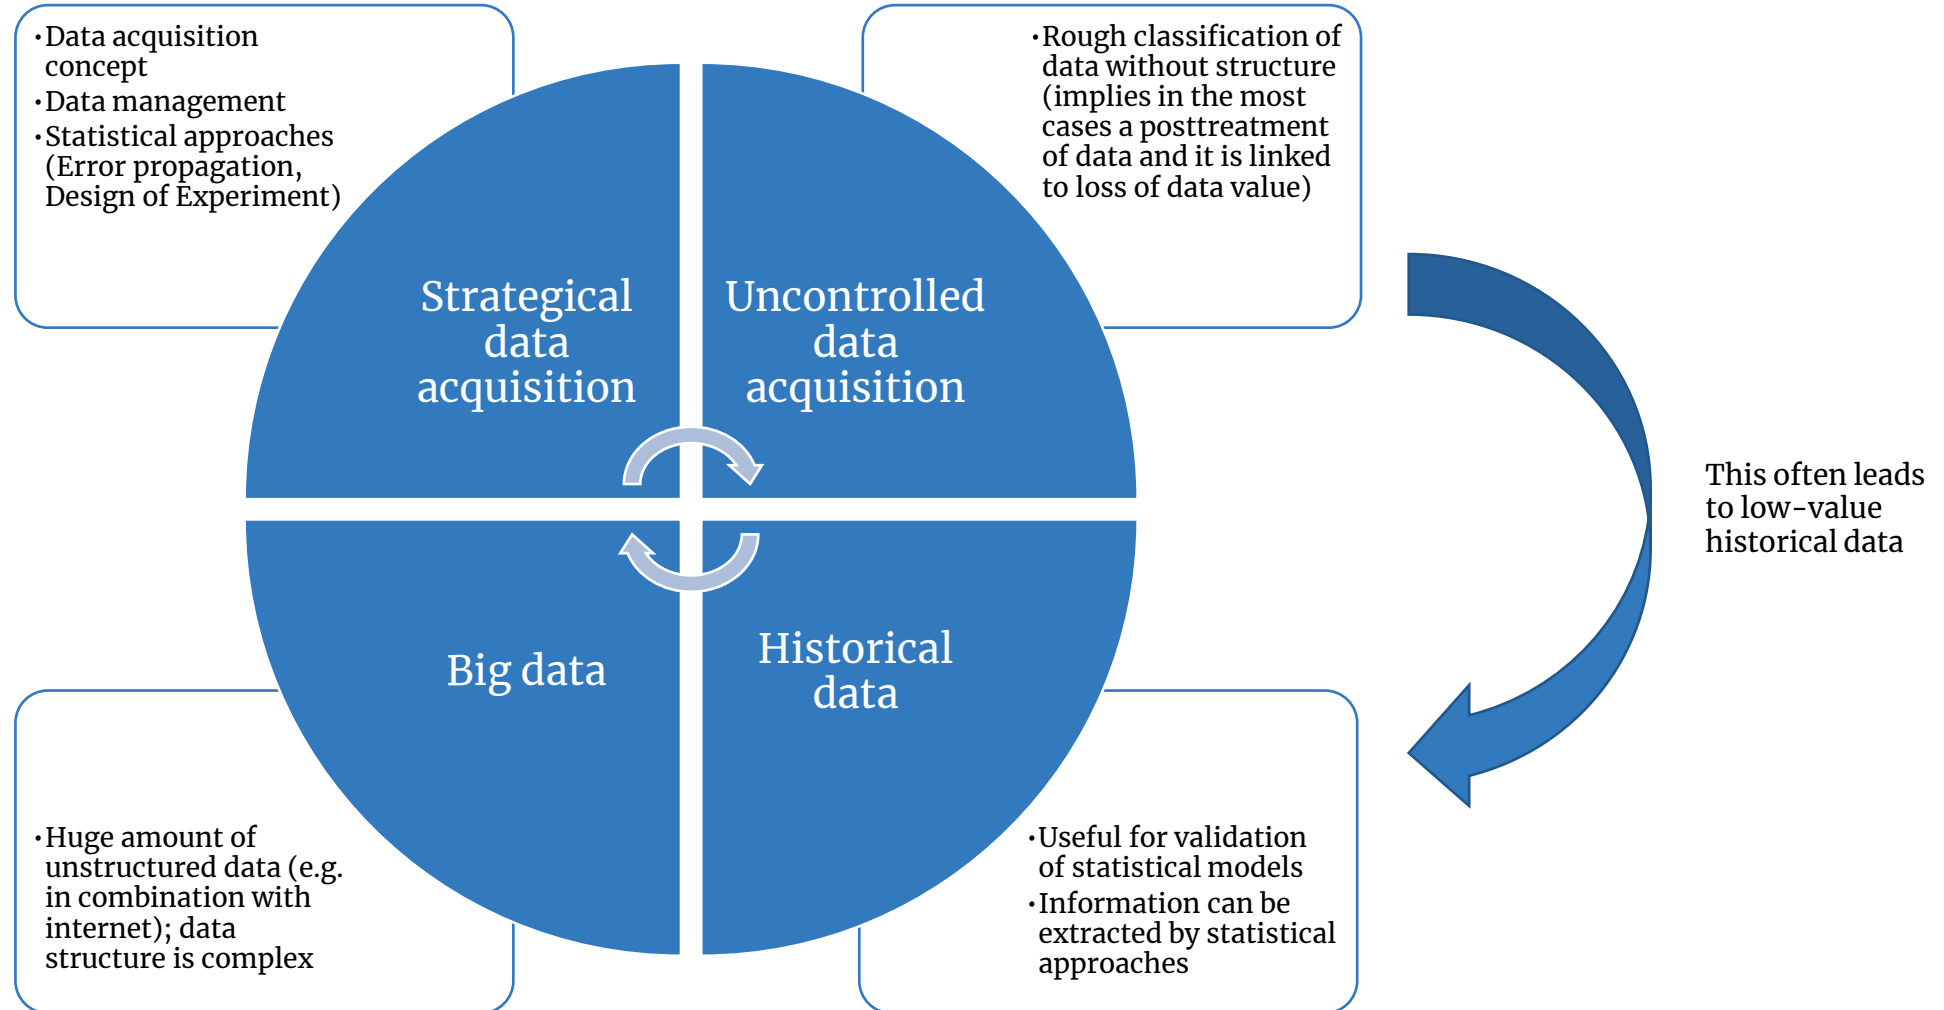 ·Data acquisition
concept
·Data management
·Statistical approaches
(Error propagation,
Design of Experiment)
·Rough classification of
data without structure
(implies in the most
cases a posttreatment
of data and it is linked
to loss of data value)
Strategical
data
acquisition
Uncontrolled
data
acquisition
This often leads
to low-value
historical data
Big data
Historical
data
·Huge amount of
unstructured data (e.g.
in combination with
internet); data
structure is complex
·Useful for validation
of statistical models
·Information can be
extracted by statistical
approaches